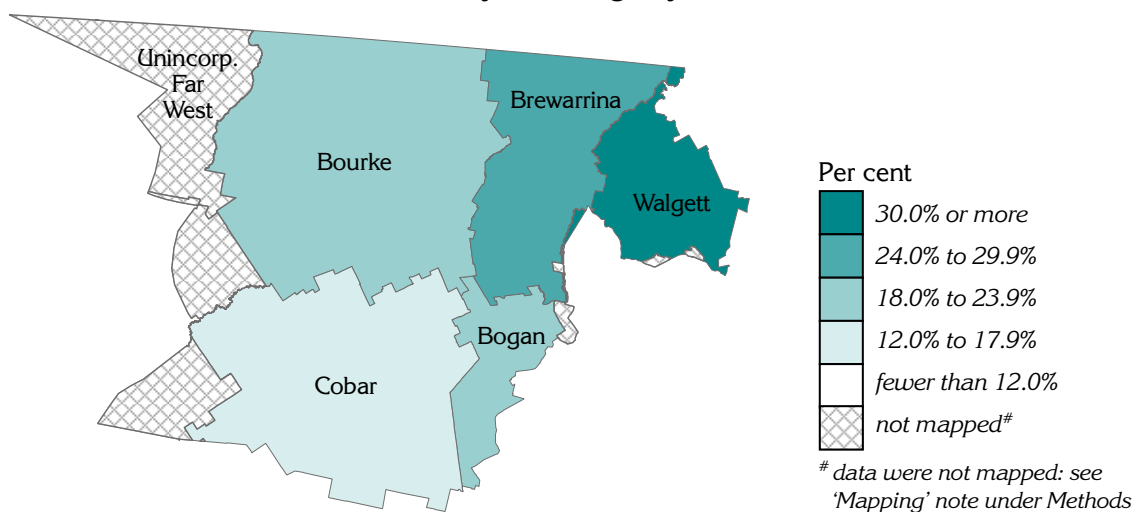 Unincorp.
Far
West
Brewarrina
Bourke
Walgett
Bogan
Cobar
Per cent
30.0% or more
24.0% to 29.9%
18.0% to 23.9%
12.0% to 17.9%
fewer than 12.0%
not mapped#
# data were not mapped: see
‘Mapping’ note under Methods